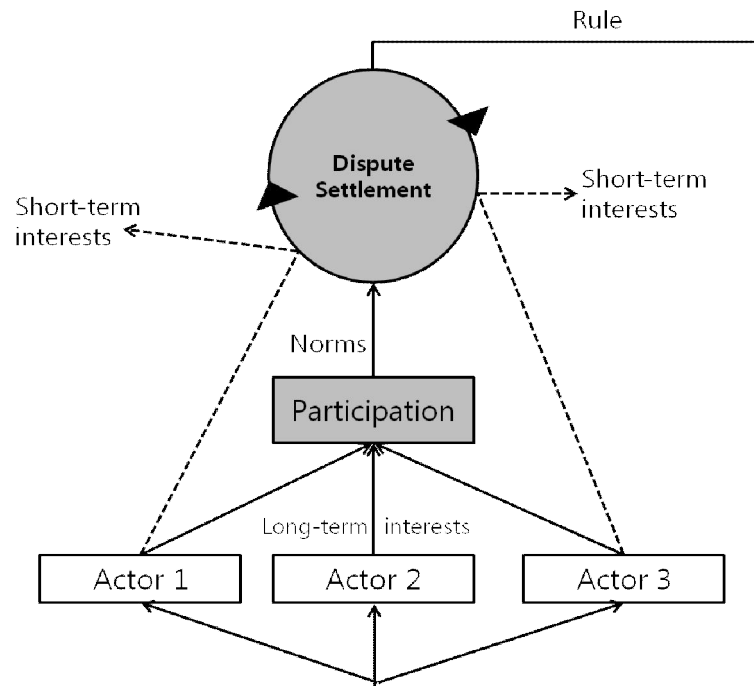 Rule
Dispute
Settlement
Short-term
interests
Short-term
interests
Norms
Participation
Long-term interests
Actor 1
Actor 2
Actor 3